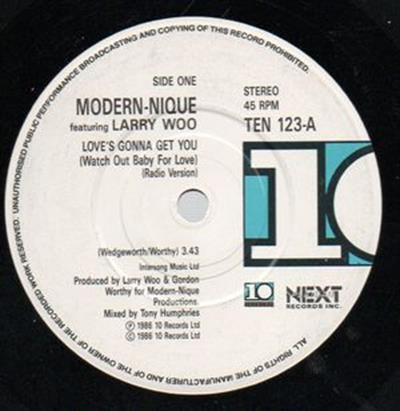 UNAUTHORISED PUBLIC PERFORMANCE BROADCASTING AND COPYING OF THIS RECORD PROHIBITED.
SIDE ONE
STEREO
45 RPM
MODERN-NIQUE
featuring LARRY WOO
TEN 123-A
LOVE'S GONNA GET YOU
(Watch Out Baby For Love)
(Radio Version)
10
(Wedgeworth/Worthy) 3.43
Intersong Music Ltd
Produced by Larry Woo & Gordon
Worthy for Modern-Nique
Productions.
Mixed by Tony Humphries
℗ 1986 10 Records Ltd
© 1986 10 Records Ltd
10
NEXT
RECORDS INC.
ALL RIGHTS OF THE MANUFACTURER AND OF THE OWNER OF THE RECORDED WORK RESERVED.